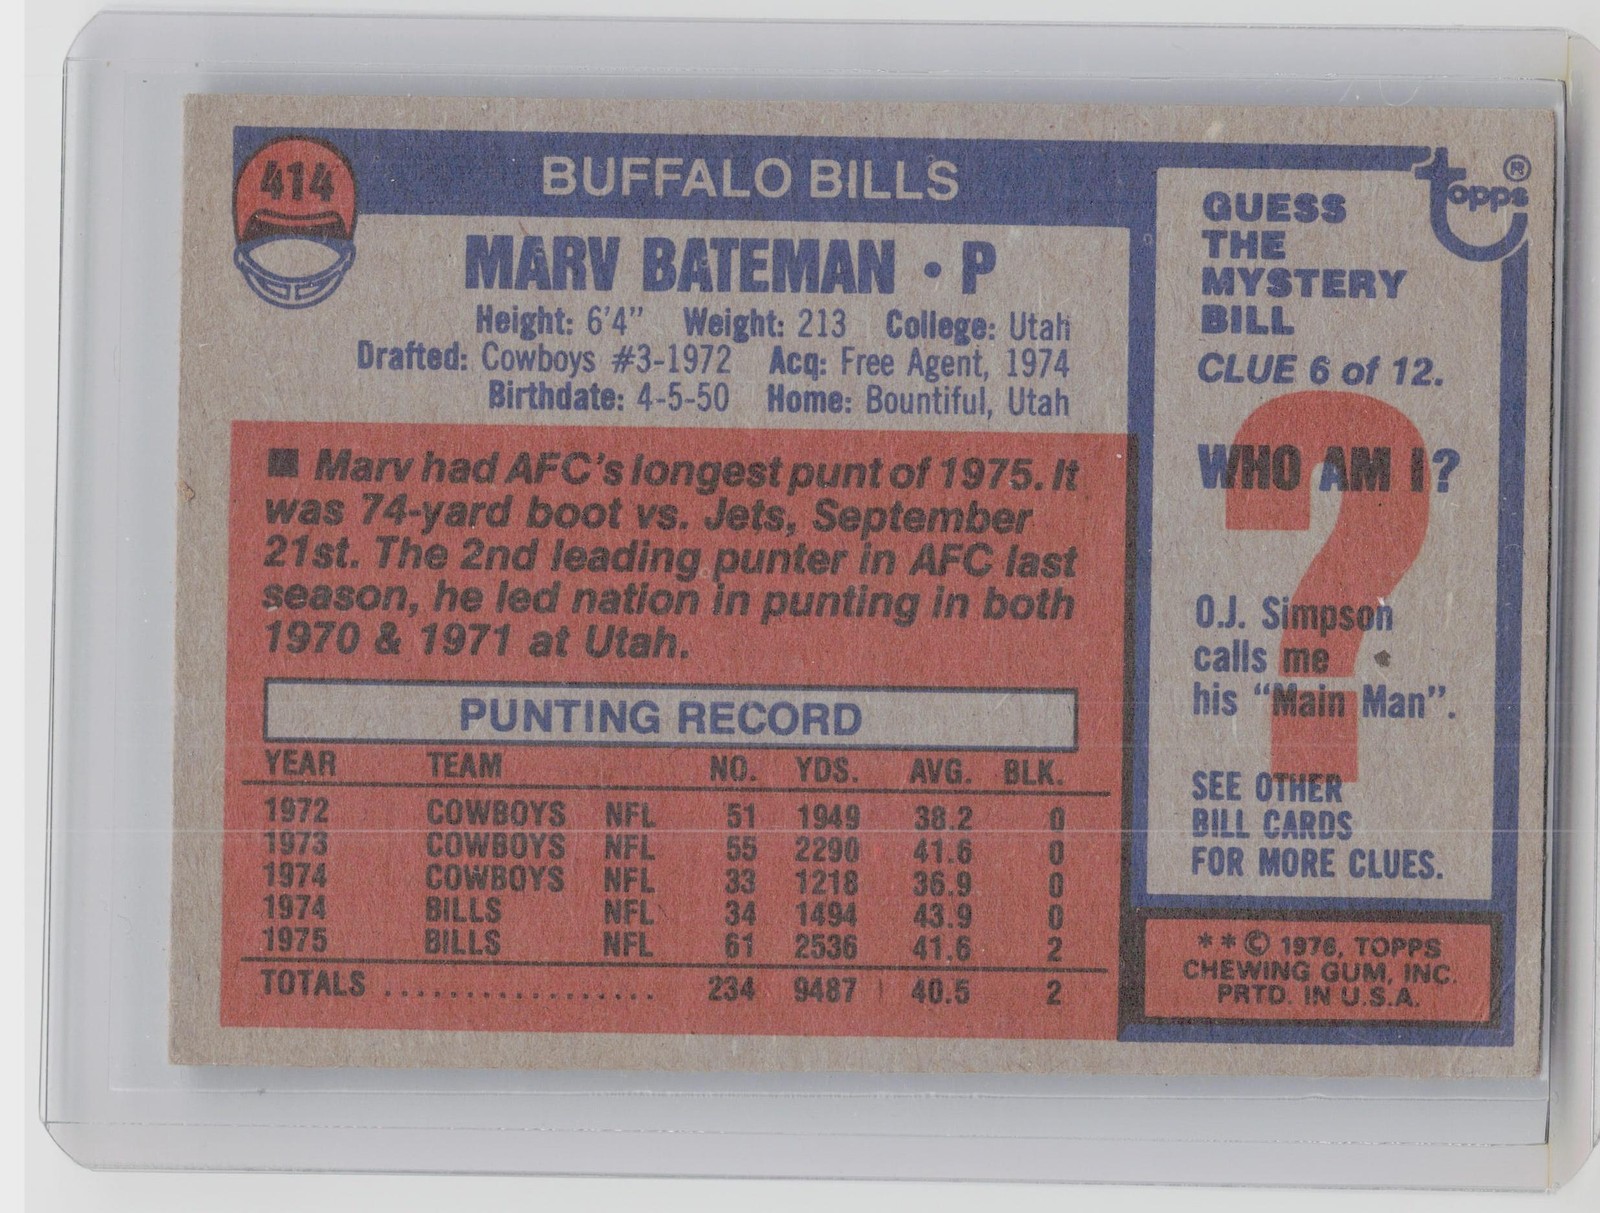 414
BUFFALO BILLS
MARV BATEMAN • P
Height: 6'4" Weight: 213 College: Utah
Drafted: Cowboys #3-1972 Acq: Free Agent, 1974
Birthdate: 4-5-50 Home: Bountiful, Utah
■ Marv had AFC's longest punt of 1975. It
was 74-yard boot vs. Jets, September
21st. The 2nd leading punter in AFC last
season, he led nation in punting in both
1970 & 1971 at Utah.
PUNTING RECORD
YEAR TEAM NO. YDS. AVG. BLK.
1972 COWBOYS NFL 51 1949 38.2 0
1973 COWBOYS NFL 55 2290 41.6 0
1974 COWBOYS NFL 33 1218 36.9 0
1974 BILLS NFL 34 1494 43.9 0
1975 BILLS NFL 61 2536 41.6 2
TOTALS .................. 234 9487 40.5 2
topps®
GUESS
THE
MYSTERY
BILL
CLUE 6 of 12.
WHO AM I?
?
O.J. Simpson
calls me
his "Main Man".
SEE OTHER
BILL CARDS
FOR MORE CLUES.
**© 1976, TOPPS
CHEWING GUM, INC.
PRTD. IN U.S.A.